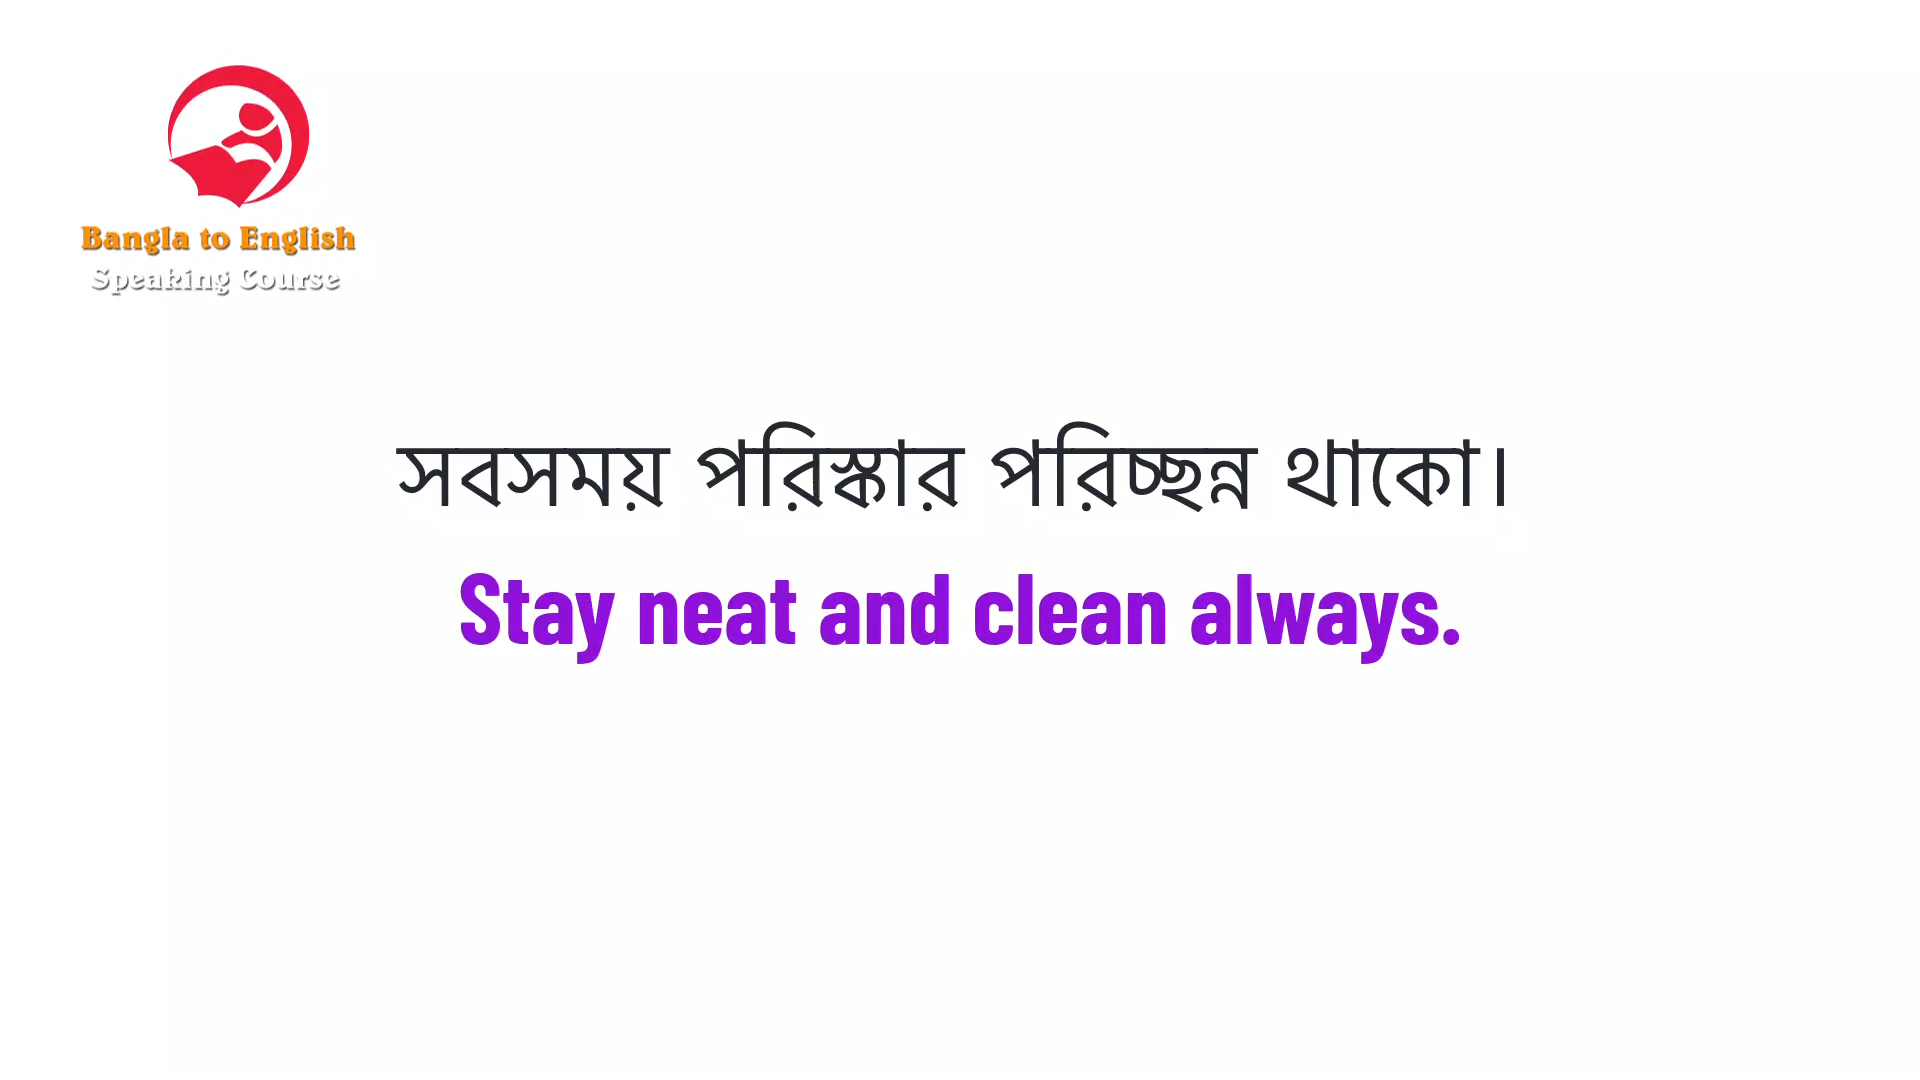 Bangla to English
Speaking Course
সবসময় পরিস্কার পরিচ্ছন্ন থাকো।
Stay neat and clean always.